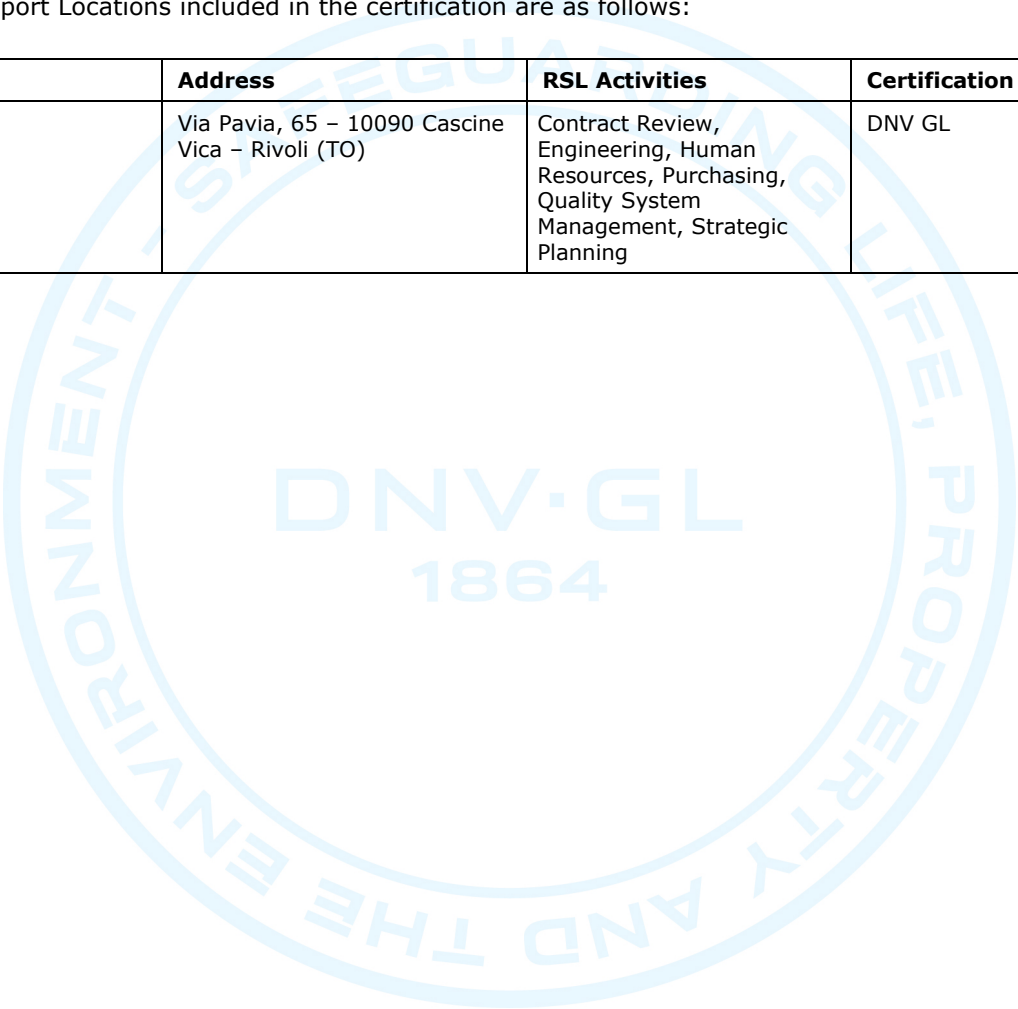 port Locations included in the certification are as follows:
Address RSL Activities Certification
Via Pavia, 65 – 10090 Cascine
Vica – Rivoli (TO)
Contract Review,
Engineering, Human
Resources, Purchasing,
Quality System
Management, Strategic
Planning
DNV GL
SAFEGUARDING LIFE, PROPERTY AND THE ENVIRONMENT -
DNV·GL
1864